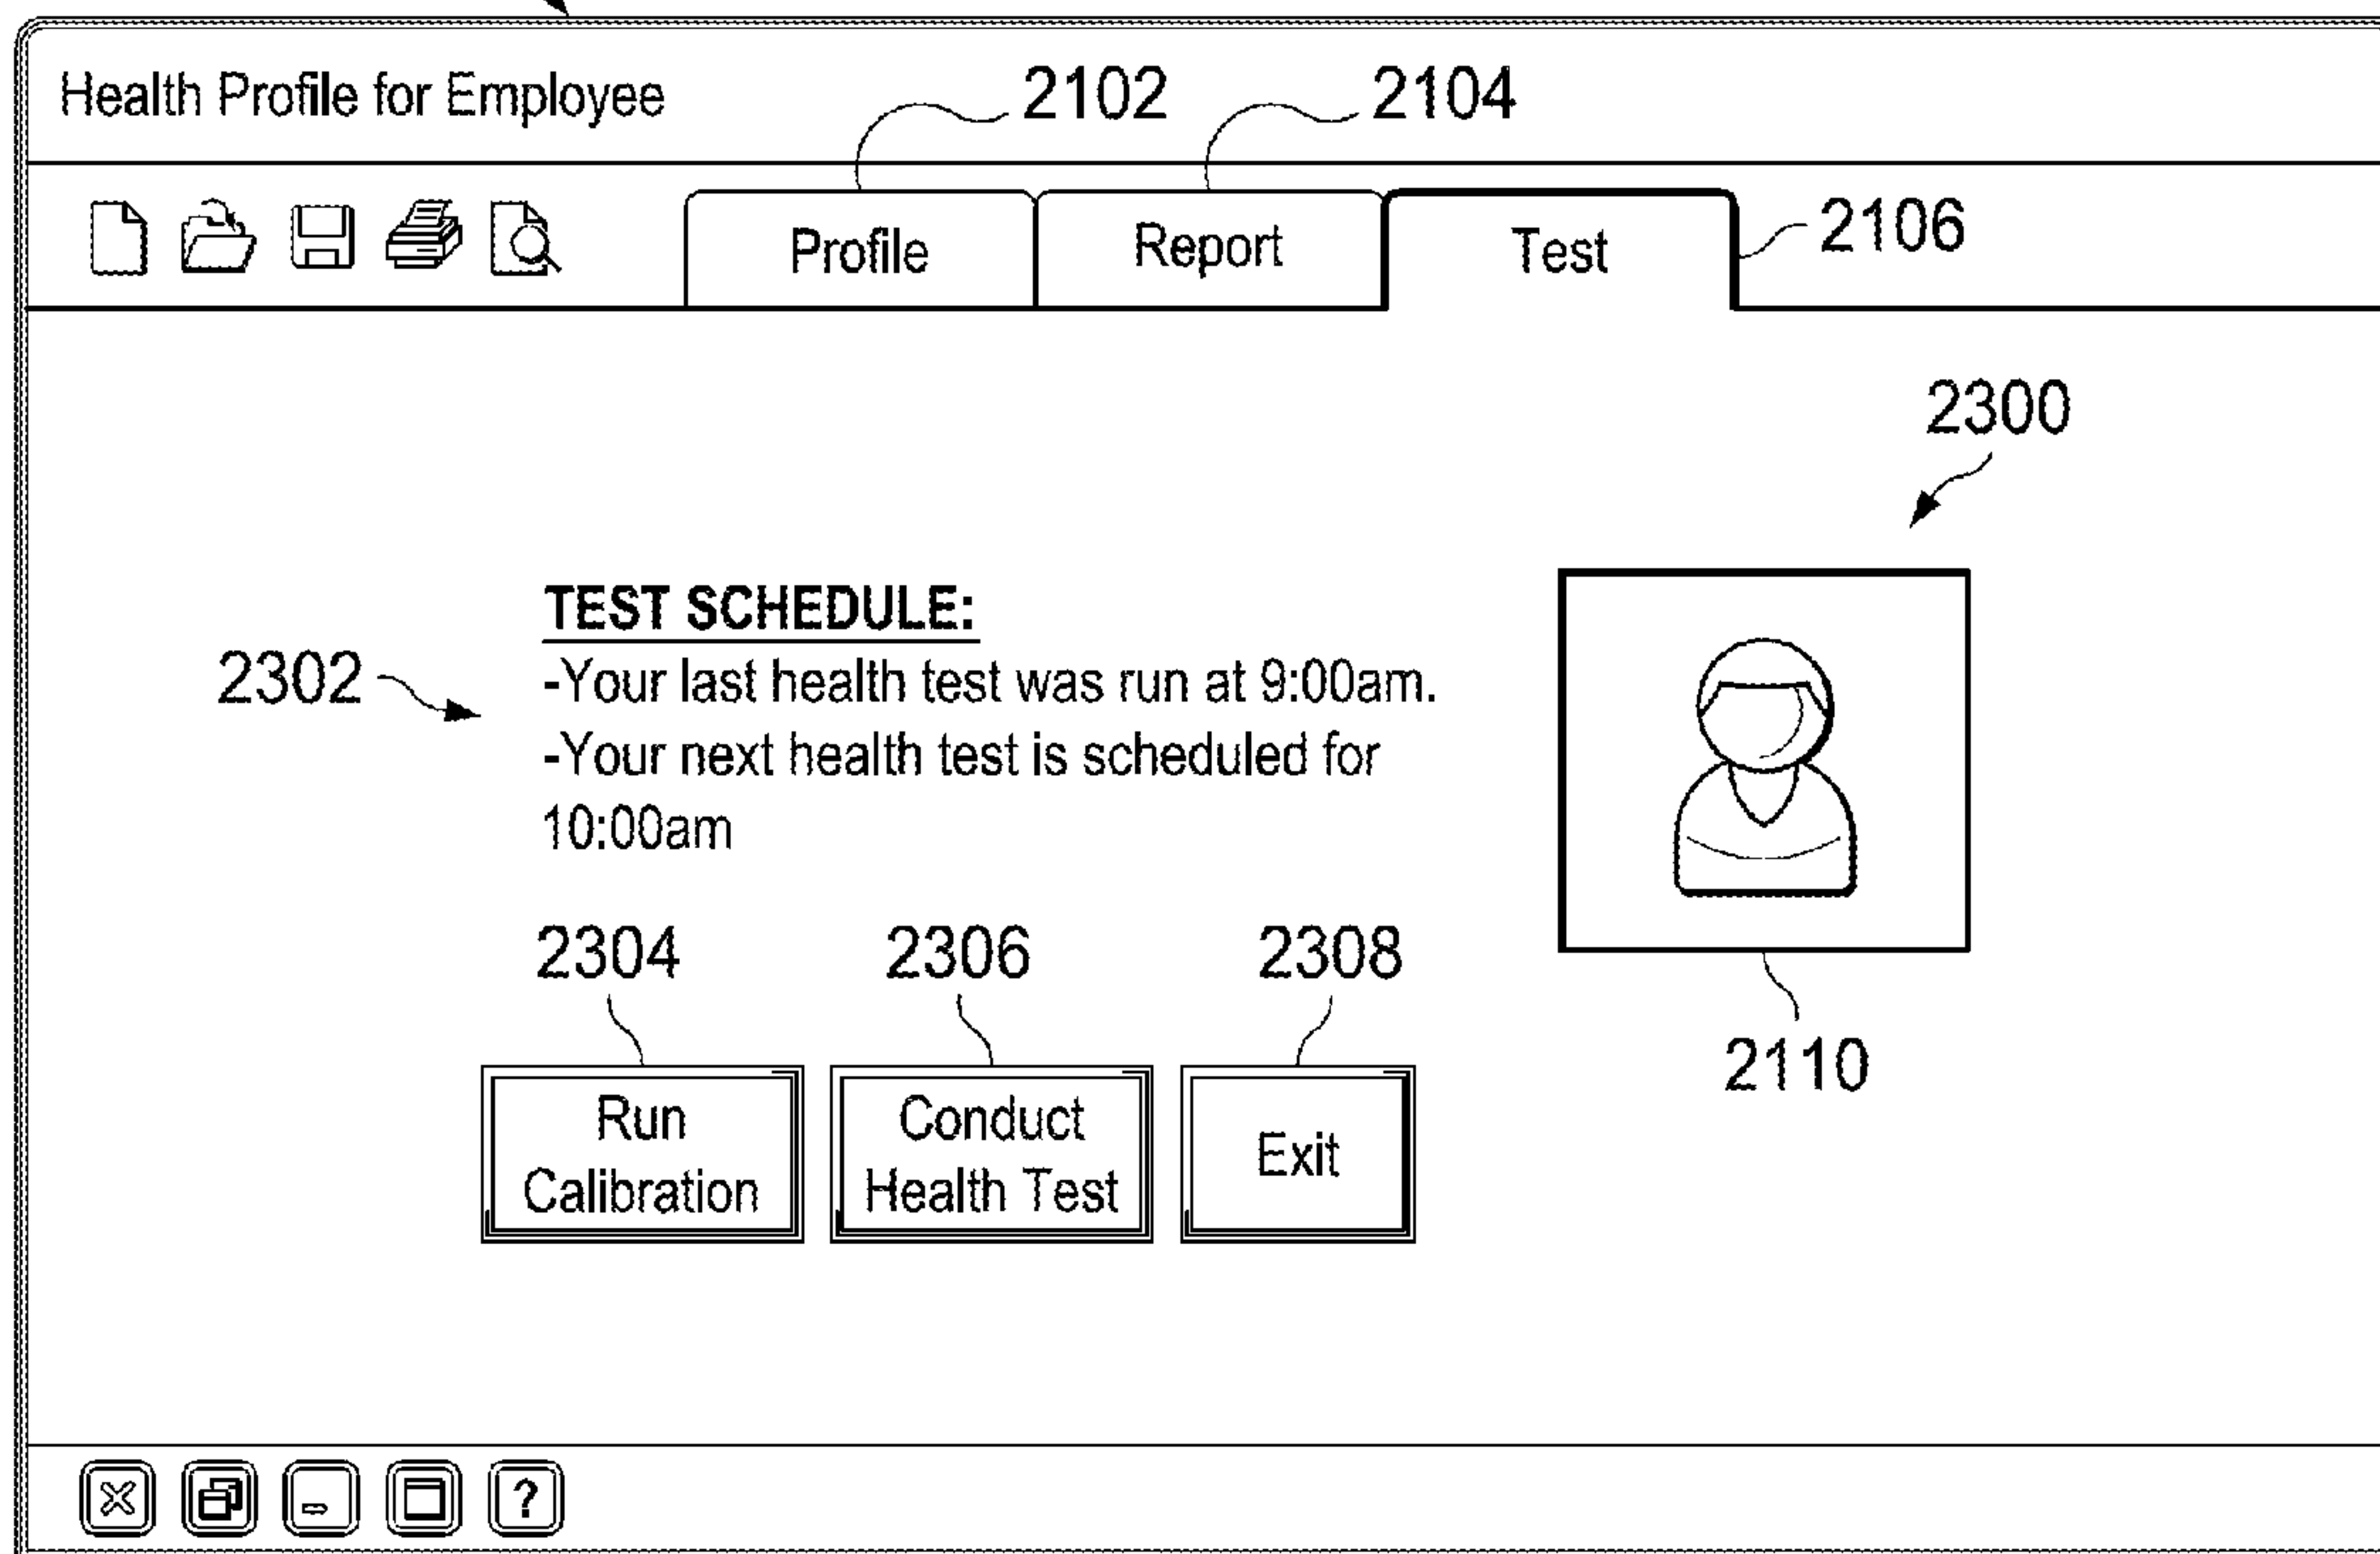 Health Profile for Employee
2102
2104
Profile
Report
Test
2106
2300
TEST SCHEDULE:
2302
-Your last health test was run at 9:00am.
-Your next health test is scheduled for
10:00am
2304
2306
2308
2110
Run
Calibration
Conduct
Health Test
Exit
?